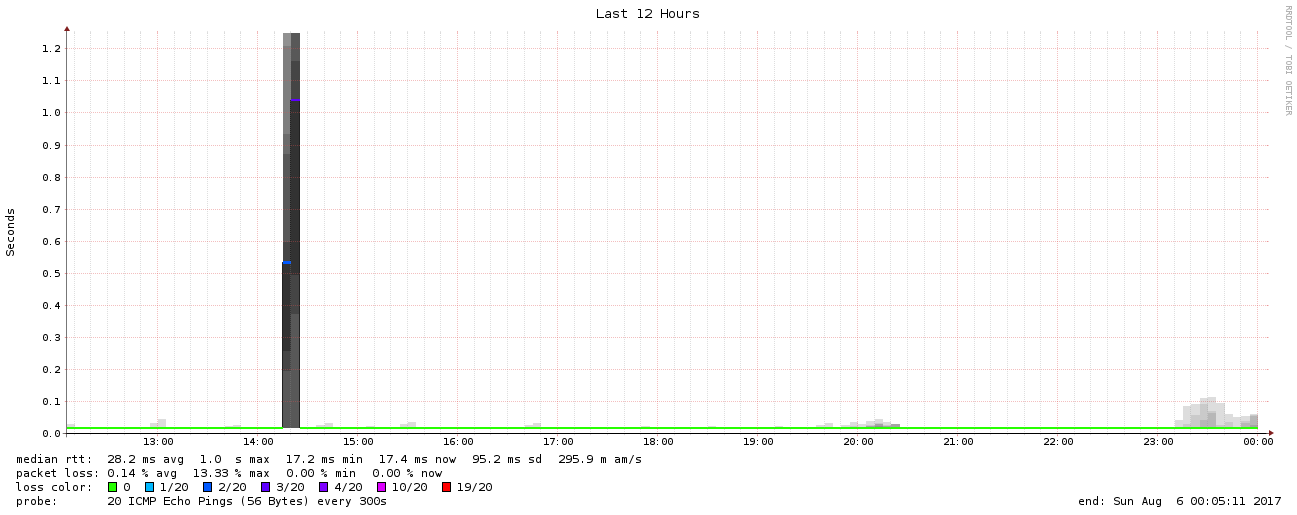 Last 12 Hours
RRDTOOL / TOBI OETIKER
Seconds
1.2
1.1
1.0
0.9
0.8
0.7
0.6
0.5
0.4
0.3
0.2
0.1
0.0
13:00 14:00 15:00 16:00 17:00 18:00 19:00 20:00 21:00 22:00 23:00 00:00
median rtt: 28.2 ms avg 1.0 s max 17.2 ms min 17.4 ms now 95.2 ms sd 295.9 m am/s
packet loss: 0.14 % avg 13.33 % max 0.00 % min 0.00 % now
loss color: 0 1/20 2/20 3/20 4/20 10/20 19/20
probe: 20 ICMP Echo Pings (56 Bytes) every 300s end: Sun Aug 6 00:05:11 2017